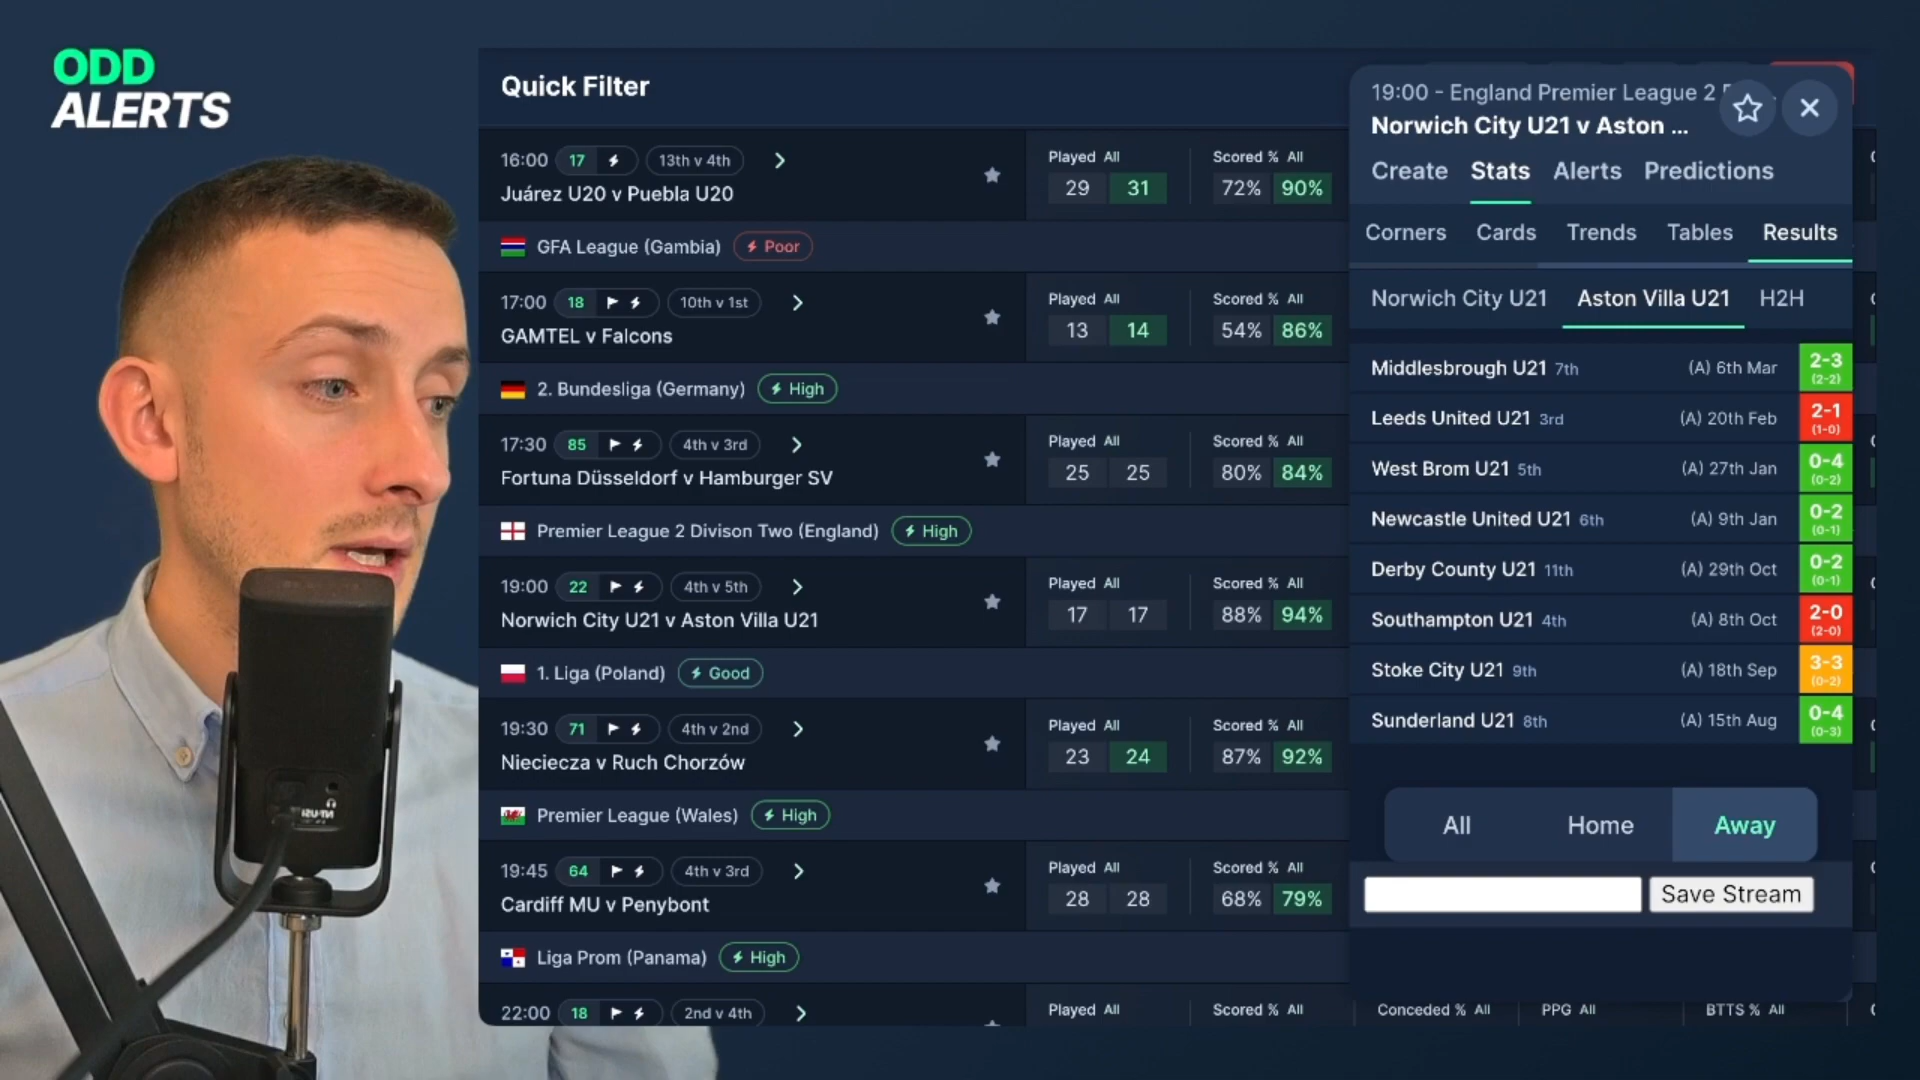 ODD
ALERTS
Quick Filter
16:00 17 13th v 4th
Juárez U20 v Puebla U20
Played All
29 31
Scored % All
72% 90%
GFA League (Gambia) Poor
17:00 18 10th v 1st
GAMTEL v Falcons
Played All
13 14
Scored % All
54% 86%
2. Bundesliga (Germany) High
17:30 85 4th v 3rd
Fortuna Düsseldorf v Hamburger SV
Played All
25 25
Scored % All
80% 84%
Premier League 2 Divison Two (England) High
19:00 22 4th v 5th
Norwich City U21 v Aston Villa U21
Played All
17 17
Scored % All
88% 94%
1. Liga (Poland) Good
19:30 71 4th v 2nd
Nieciecza v Ruch Chorzów
Played All
23 24
Scored % All
87% 92%
Premier League (Wales) High
19:45 64 4th v 3rd
Cardiff MU v Penybont
Played All
28 28
Scored % All
68% 79%
Liga Prom (Panama) High
22:00 18 2nd v 4th
Played All
Scored % All
Conceded % All
PPG All
BTTS % All
19:00 - England Premier League 2
Norwich City U21 v Aston ...
Create Stats Alerts Predictions
Corners Cards Trends Tables Results
Norwich City U21 Aston Villa U21 H2H
Middlesbrough U21 7th (A) 6th Mar 2-3 (2-2)
Leeds United U21 3rd (A) 20th Feb 2-1 (1-0)
West Brom U21 5th (A) 27th Jan 0-4 (0-2)
Newcastle United U21 6th (A) 9th Jan 0-2 (0-1)
Derby County U21 11th (A) 29th Oct 0-2 (0-1)
Southampton U21 4th (A) 8th Oct 2-0 (2-0)
Stoke City U21 9th (A) 18th Sep 3-3 (0-2)
Sunderland U21 8th (A) 15th Aug 0-4 (0-3)
All Home Away
Save Stream